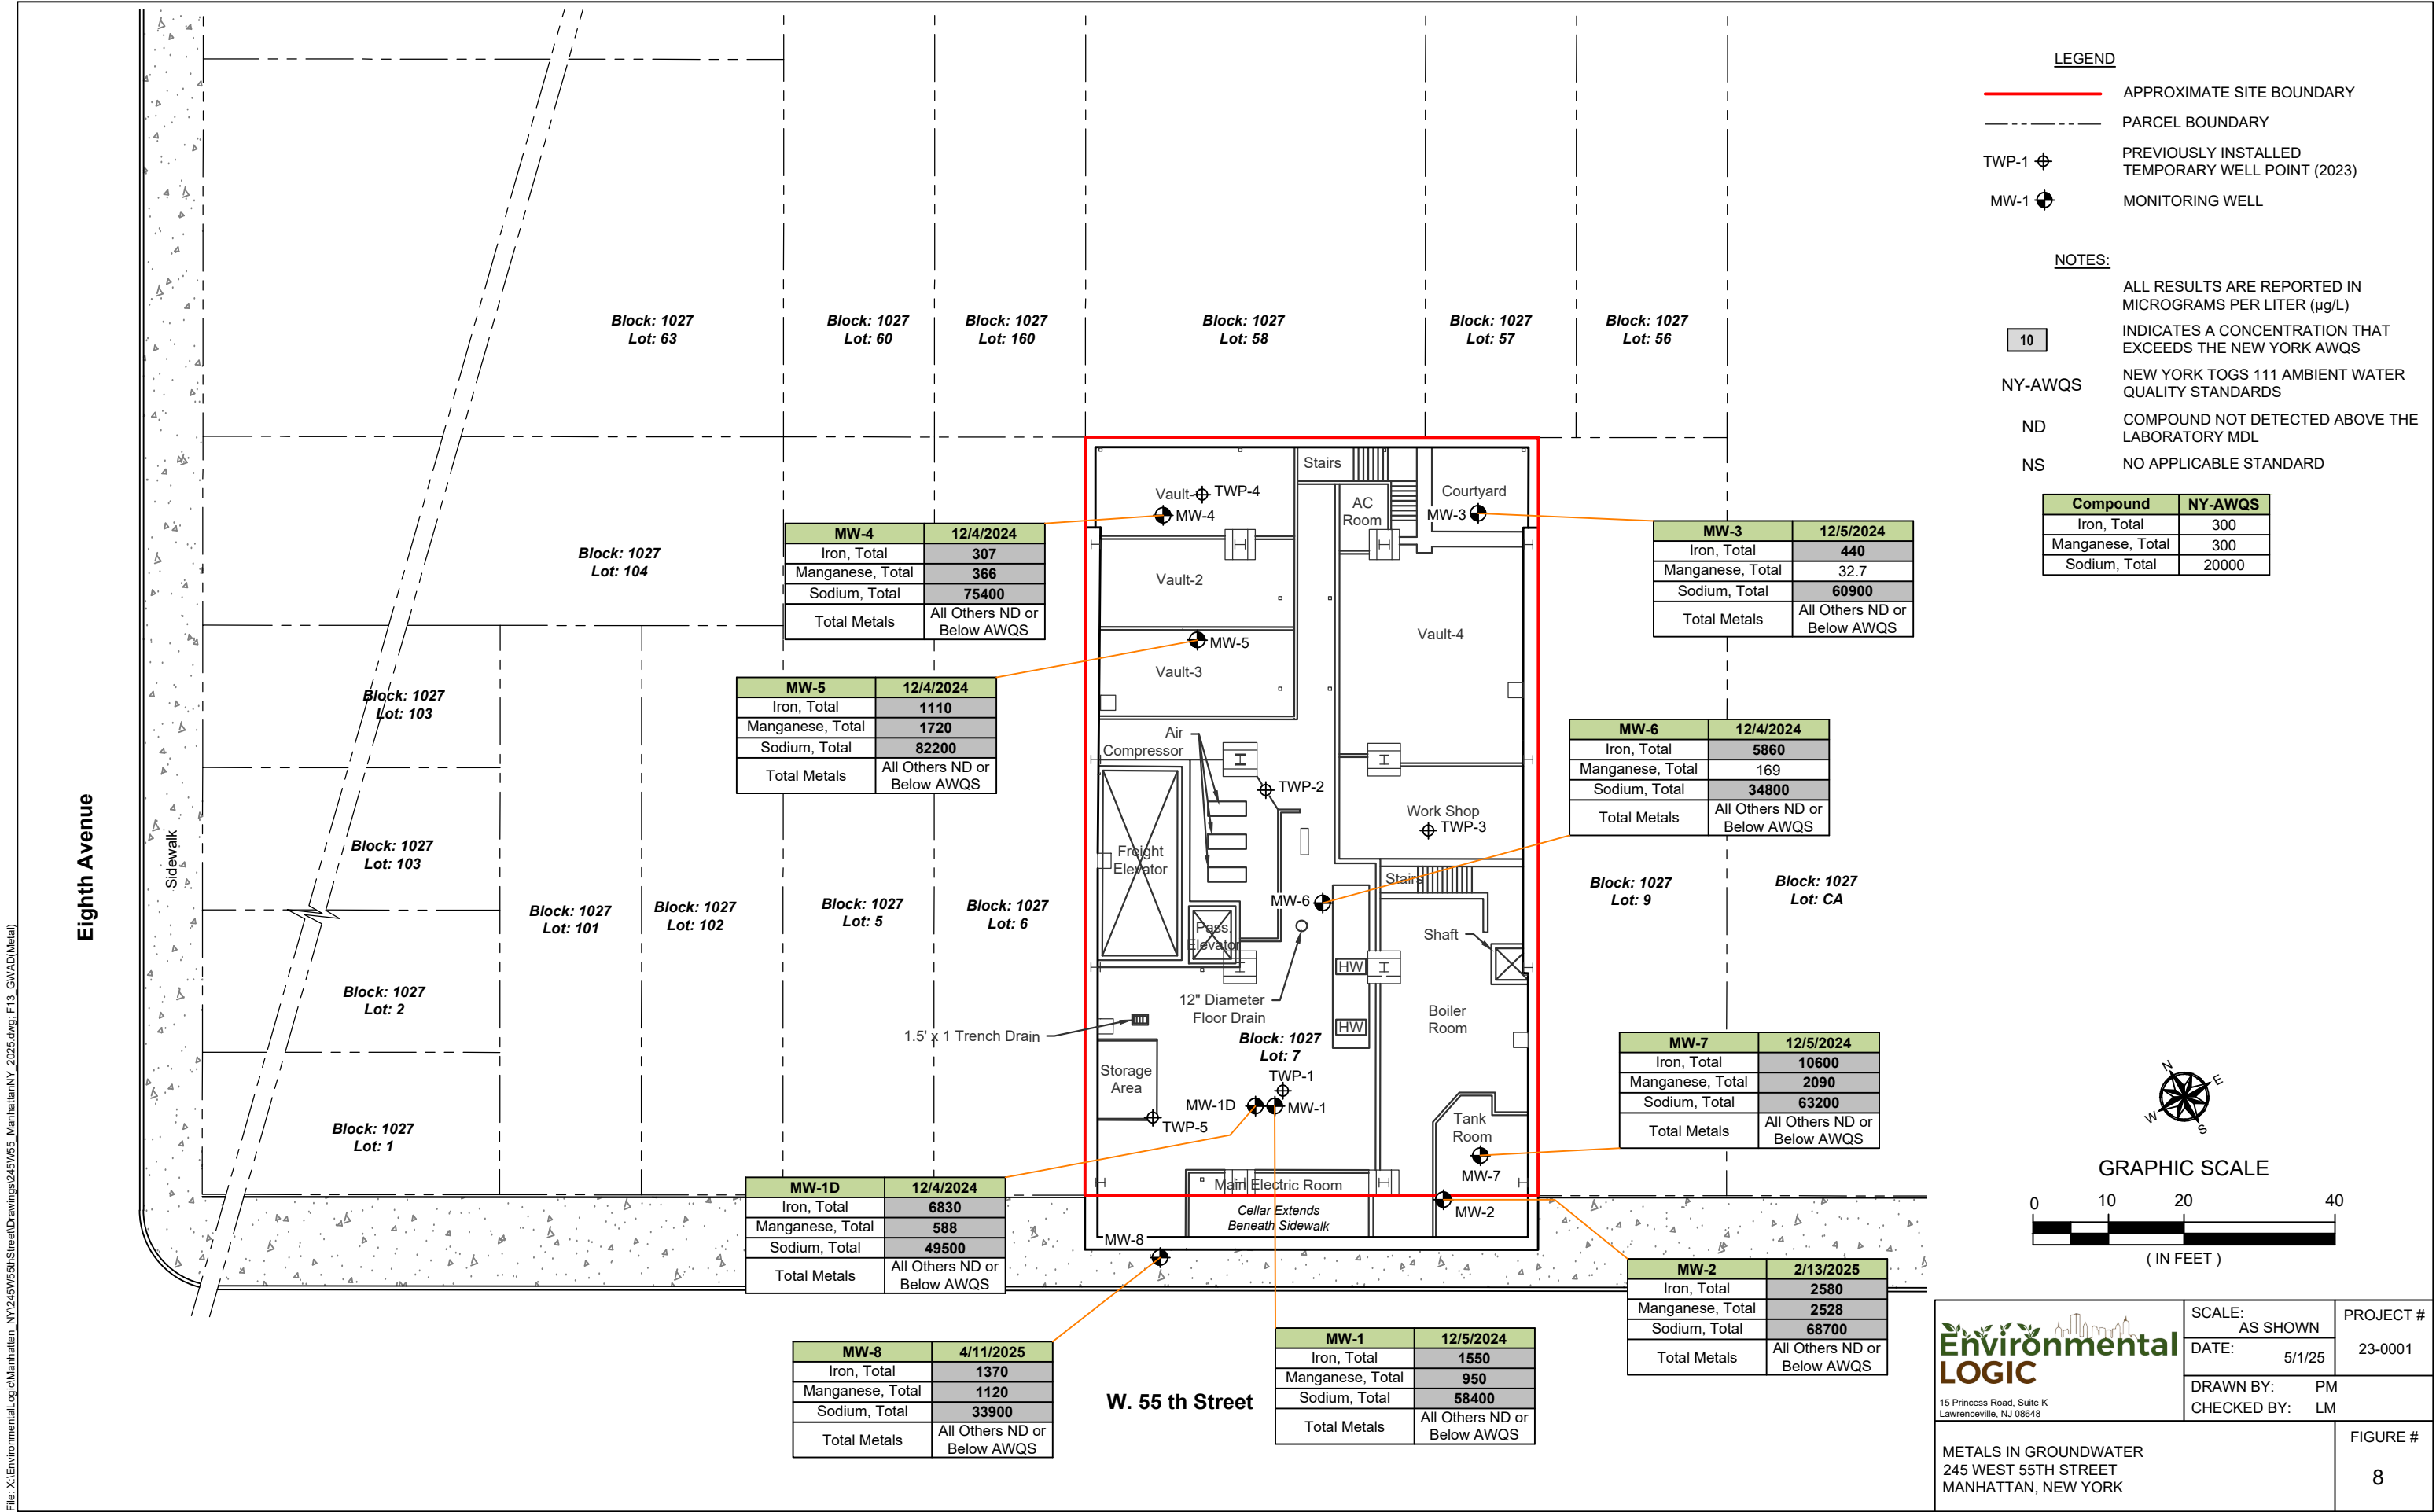 LEGEND
APPROXIMATE SITE BOUNDARY
PARCEL BOUNDARY
TWP-1
PREVIOUSLY INSTALLED
TEMPORARY WELL POINT (2023)
MW-1
MONITORING WELL
NOTES:
ALL RESULTS ARE REPORTED IN
MICROGRAMS PER LITER (µg/L)
10
INDICATES A CONCENTRATION THAT
EXCEEDS THE NEW YORK AWQS
NY-AWQS
NEW YORK TOGS 111 AMBIENT WATER
QUALITY STANDARDS
ND
COMPOUND NOT DETECTED ABOVE THE
LABORATORY MDL
NS
NO APPLICABLE STANDARD
Compound NY-AWQS
Iron, Total 300
Manganese, Total 300
Sodium, Total 20000
Block: 1027
Lot: 63
Block: 1027
Lot: 60
Block: 1027
Lot: 160
Block: 1027
Lot: 58
Block: 1027
Lot: 57
Block: 1027
Lot: 56
Block: 1027
Lot: 104
Block: 1027
Lot: 103
Block: 1027
Lot: 103
Block: 1027
Lot: 101
Block: 1027
Lot: 102
Block: 1027
Lot: 5
Block: 1027
Lot: 6
Block: 1027
Lot: 9
Block: 1027
Lot: CA
Block: 1027
Lot: 2
Block: 1027
Lot: 1
Eighth Avenue
Sidewalk
Stairs
Vault
TWP-4
MW-4
AC
Room
Courtyard
MW-3
Vault-2
MW-5
Vault-3
Vault-4
Air
Compressor
TWP-2
Work Shop
TWP-3
Freight
Elevator
Stairs
MW-6
Pass.
Elevator
Shaft
HW
12" Diameter
Floor Drain
Boiler
Room
HW
1.5' x 1 Trench Drain
Block: 1027
Lot: 7
Storage
Area
TWP-1
MW-1D
MW-1
TWP-5
Tank
Room
MW-7
Main Electric Room
Cellar Extends
Beneath Sidewalk
MW-2
MW-8
MW-4 12/4/2024
Iron, Total 307
Manganese, Total 366
Sodium, Total 75400
Total Metals All Others ND or
Below AWQS
MW-3 12/5/2024
Iron, Total 440
Manganese, Total 32.7
Sodium, Total 60900
Total Metals All Others ND or
Below AWQS
MW-5 12/4/2024
Iron, Total 1110
Manganese, Total 1720
Sodium, Total 82200
Total Metals All Others ND or
Below AWQS
MW-6 12/4/2024
Iron, Total 5860
Manganese, Total 169
Sodium, Total 34800
Total Metals All Others ND or
Below AWQS
MW-7 12/5/2024
Iron, Total 10600
Manganese, Total 2090
Sodium, Total 63200
Total Metals All Others ND or
Below AWQS
MW-1D 12/4/2024
Iron, Total 6830
Manganese, Total 588
Sodium, Total 49500
Total Metals All Others ND or
Below AWQS
MW-2 2/13/2025
Iron, Total 2580
Manganese, Total 2528
Sodium, Total 68700
Total Metals All Others ND or
Below AWQS
MW-8 4/11/2025
Iron, Total 1370
Manganese, Total 1120
Sodium, Total 33900
Total Metals All Others ND or
Below AWQS
MW-1 12/5/2024
Iron, Total 1550
Manganese, Total 950
Sodium, Total 58400
Total Metals All Others ND or
Below AWQS
W. 55 th Street
N
E
W
S
GRAPHIC SCALE
0 10 20 40
( IN FEET )
Environmental
LOGIC
15 Princess Road, Suite K
Lawrenceville, NJ 08648
SCALE:
AS SHOWN
DATE:
5/1/25
PROJECT #
23-0001
DRAWN BY: PM
CHECKED BY: LM
METALS IN GROUNDWATER
245 WEST 55TH STREET
MANHATTAN, NEW YORK
FIGURE #
8
File: X:\EnvironmentalLogic\Manhatten_NY\245W55thStreet\Drawings\245W55_ManhattanNY_2025.dwg; F13_GWAD(Metal)